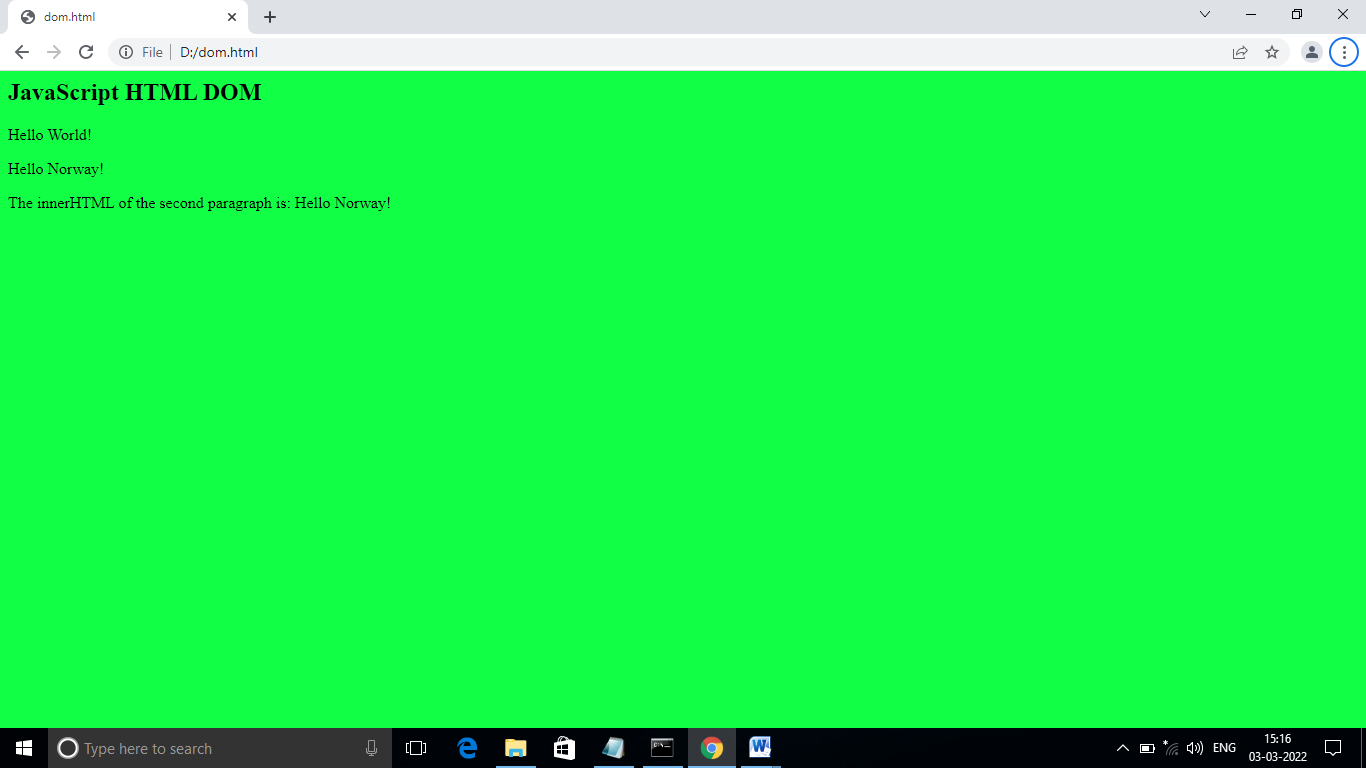 dom.html
File
D:/dom.html
JavaScript HTML DOM
Hello World!
Hello Norway!
The innerHTML of the second paragraph is: Hello Norway!
Type here to search
ENG
15:16
03-03-2022